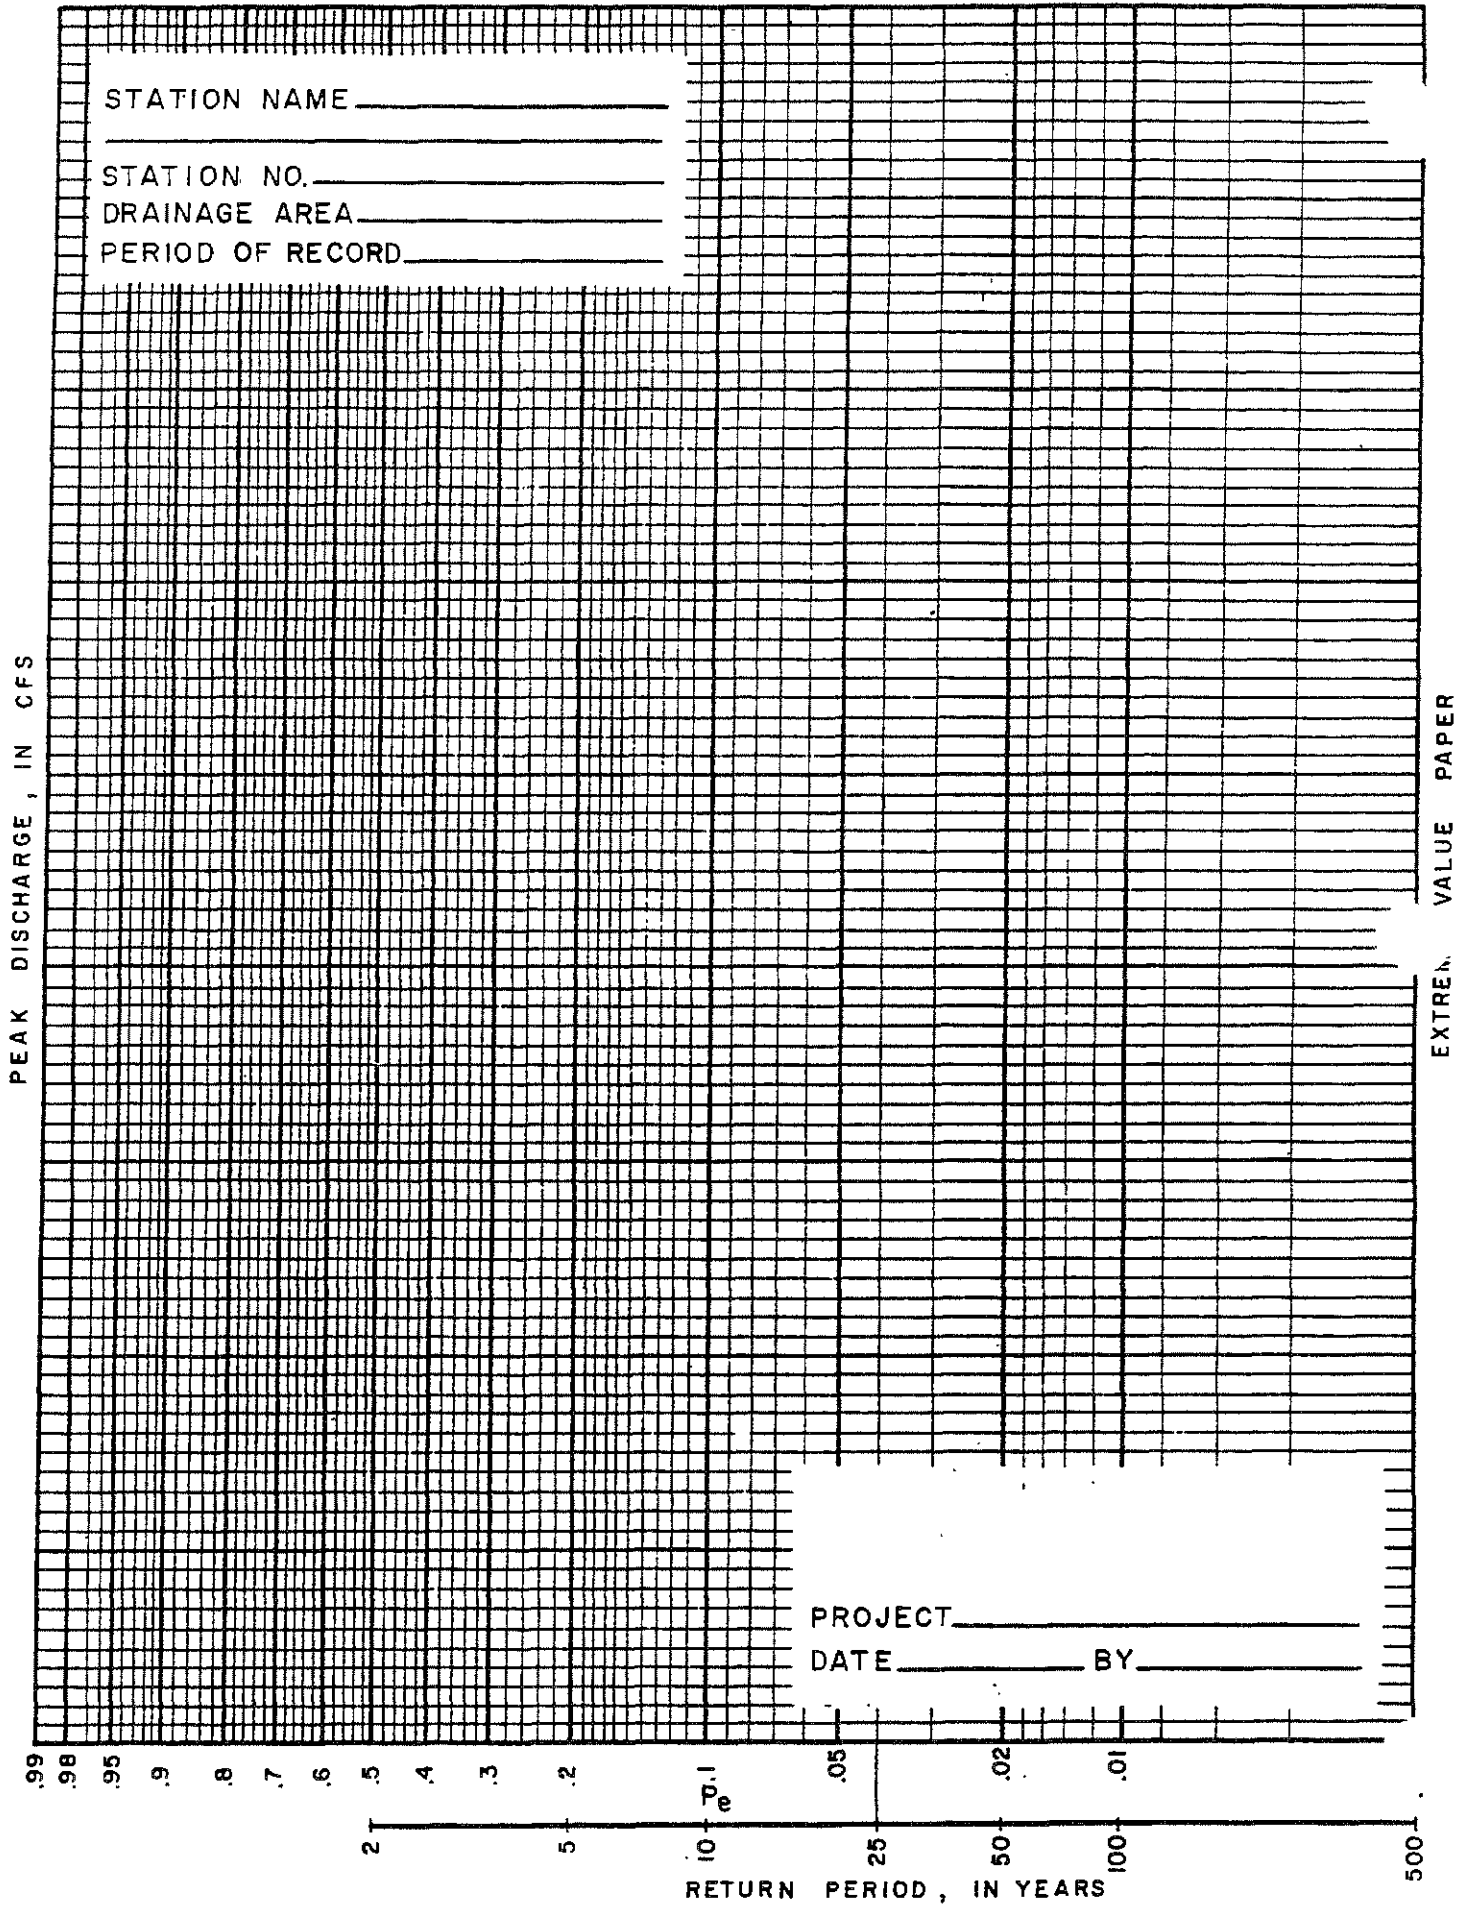 STATION NAME
STATION NO.
DRAINAGE AREA
PERIOD OF RECORD
PEAK DISCHARGE, IN CFS
VALUE PAPER
PROJECT
DATE BY
.99 .98 .95 .9 .8 .7 .6 .5 .4 .3 .2 .1 .05 .02 .01
Pe
2 5 10 25 50 100 500
RETURN PERIOD, IN YEARS